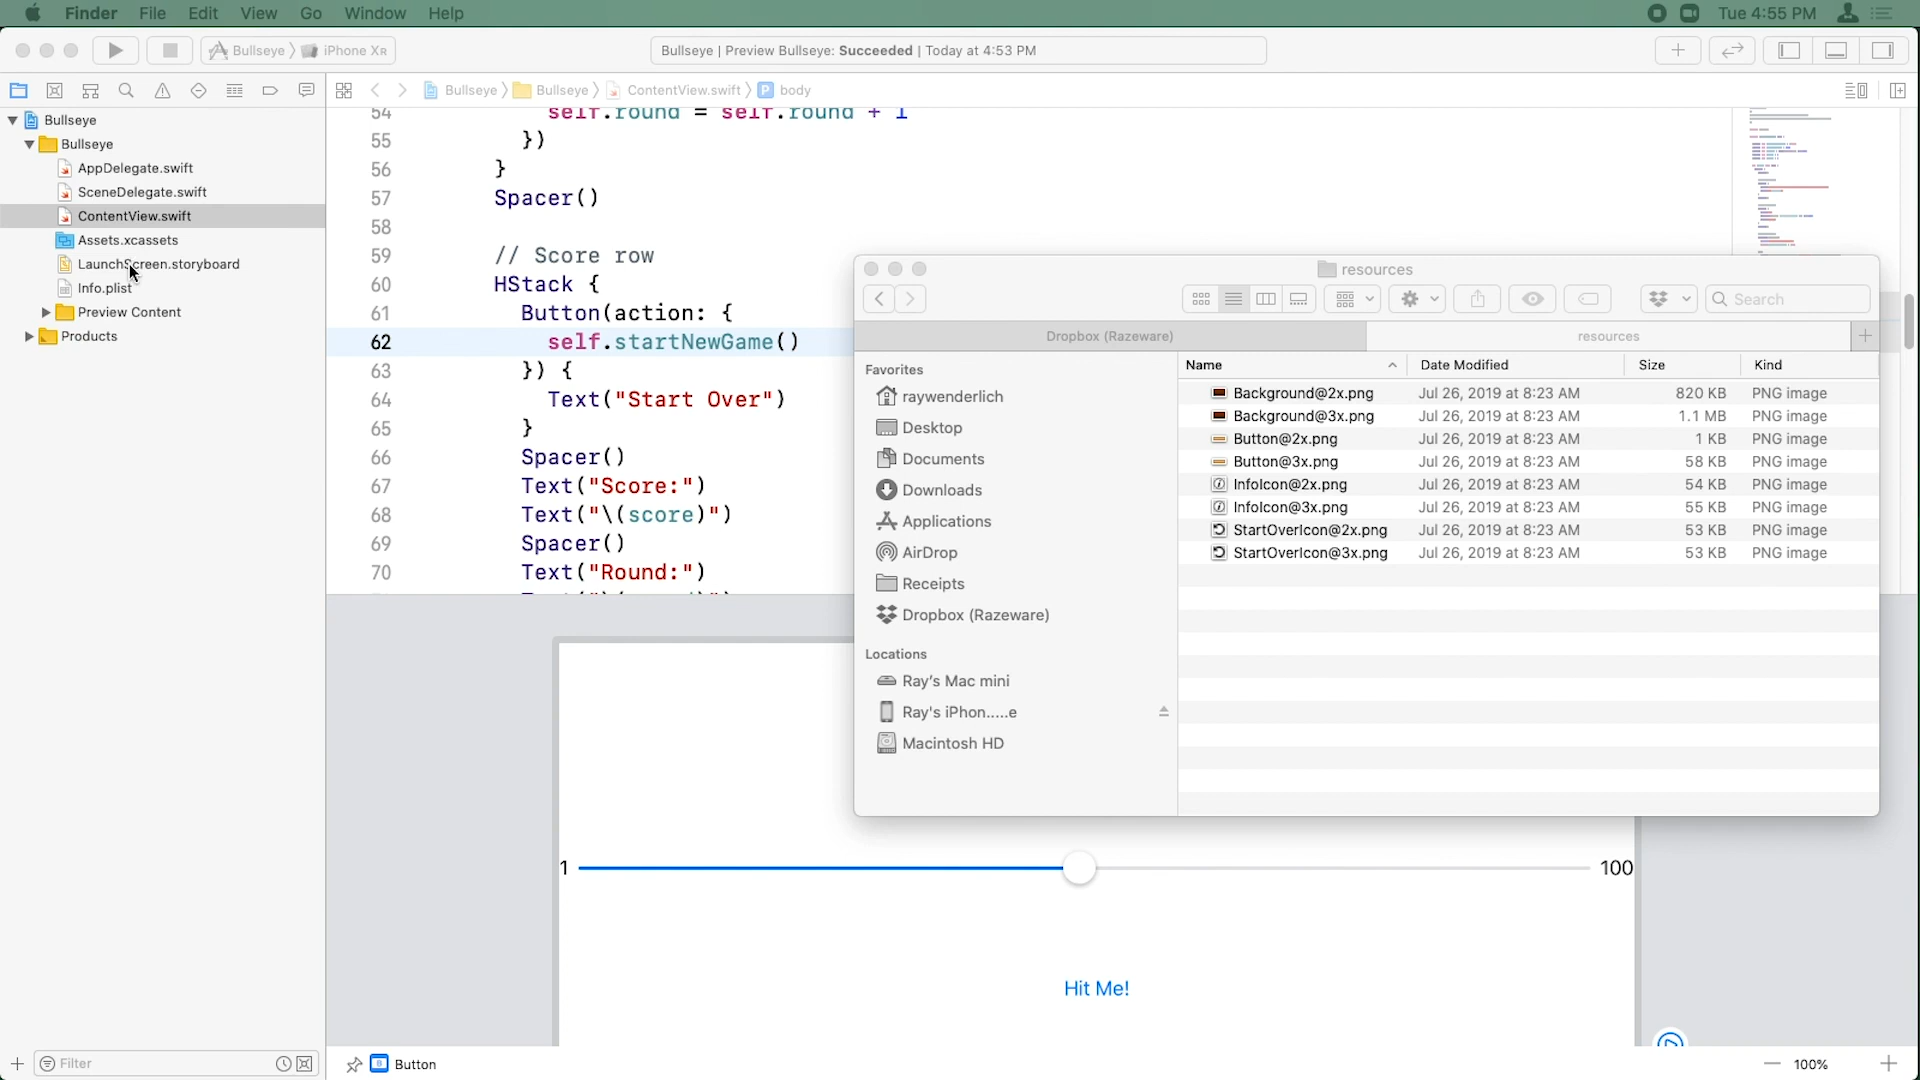 Finder File Edit View Go Window Help Tue 4:55 PM
Bullseye iPhone XR Bullseye | Preview Bullseye: Succeeded | Today at 4:53 PM
Bullseye Bullseye ContentView.swift body
Bullseye
Bullseye
AppDelegate.swift
SceneDelegate.swift
ContentView.swift
Assets.xcassets
LaunchScreen.storyboard
Info.plist
Preview Content
Products
Filter
54 self.round = self.round + 1
55 })
56 }
57 Spacer()
58
59 // Score row
60 HStack {
61 Button(action: {
62 self.startNewGame()
63 }) {
64 Text("Start Over")
65 }
66 Spacer()
67 Text("Score:")
68 Text("\(score)")
69 Spacer()
70 Text("Round:")
resources
Search
Dropbox (Razeware) resources
Favorites
raywenderlich
Desktop
Documents
Downloads
Applications
AirDrop
Receipts
Dropbox (Razeware)
Locations
Ray's Mac mini
Ray's iPhon.....e
Macintosh HD
Name Date Modified Size Kind
Background@2x.png Jul 26, 2019 at 8:23 AM 820 KB PNG image
Background@3x.png Jul 26, 2019 at 8:23 AM 1.1 MB PNG image
Button@2x.png Jul 26, 2019 at 8:23 AM 1 KB PNG image
Button@3x.png Jul 26, 2019 at 8:23 AM 58 KB PNG image
InfoIcon@2x.png Jul 26, 2019 at 8:23 AM 54 KB PNG image
InfoIcon@3x.png Jul 26, 2019 at 8:23 AM 55 KB PNG image
StartOverIcon@2x.png Jul 26, 2019 at 8:23 AM 53 KB PNG image
StartOverIcon@3x.png Jul 26, 2019 at 8:23 AM 53 KB PNG image
1 100
Hit Me!
Button 100%